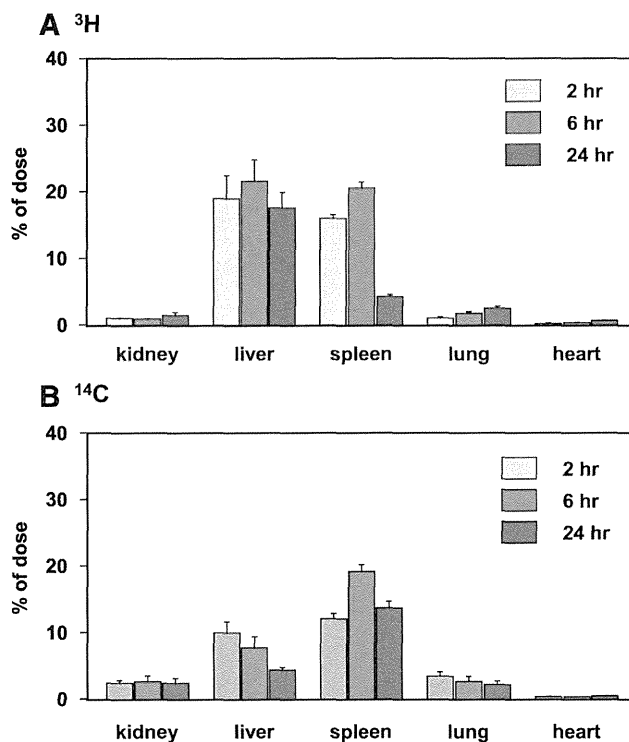 A ³H
40
30
20
10
0
% of dose
2 hr
6 hr
24 hr
kidney liver spleen lung heart
B ¹⁴C
40
30
20
10
0
% of dose
2 hr
6 hr
24 hr
kidney liver spleen lung heart